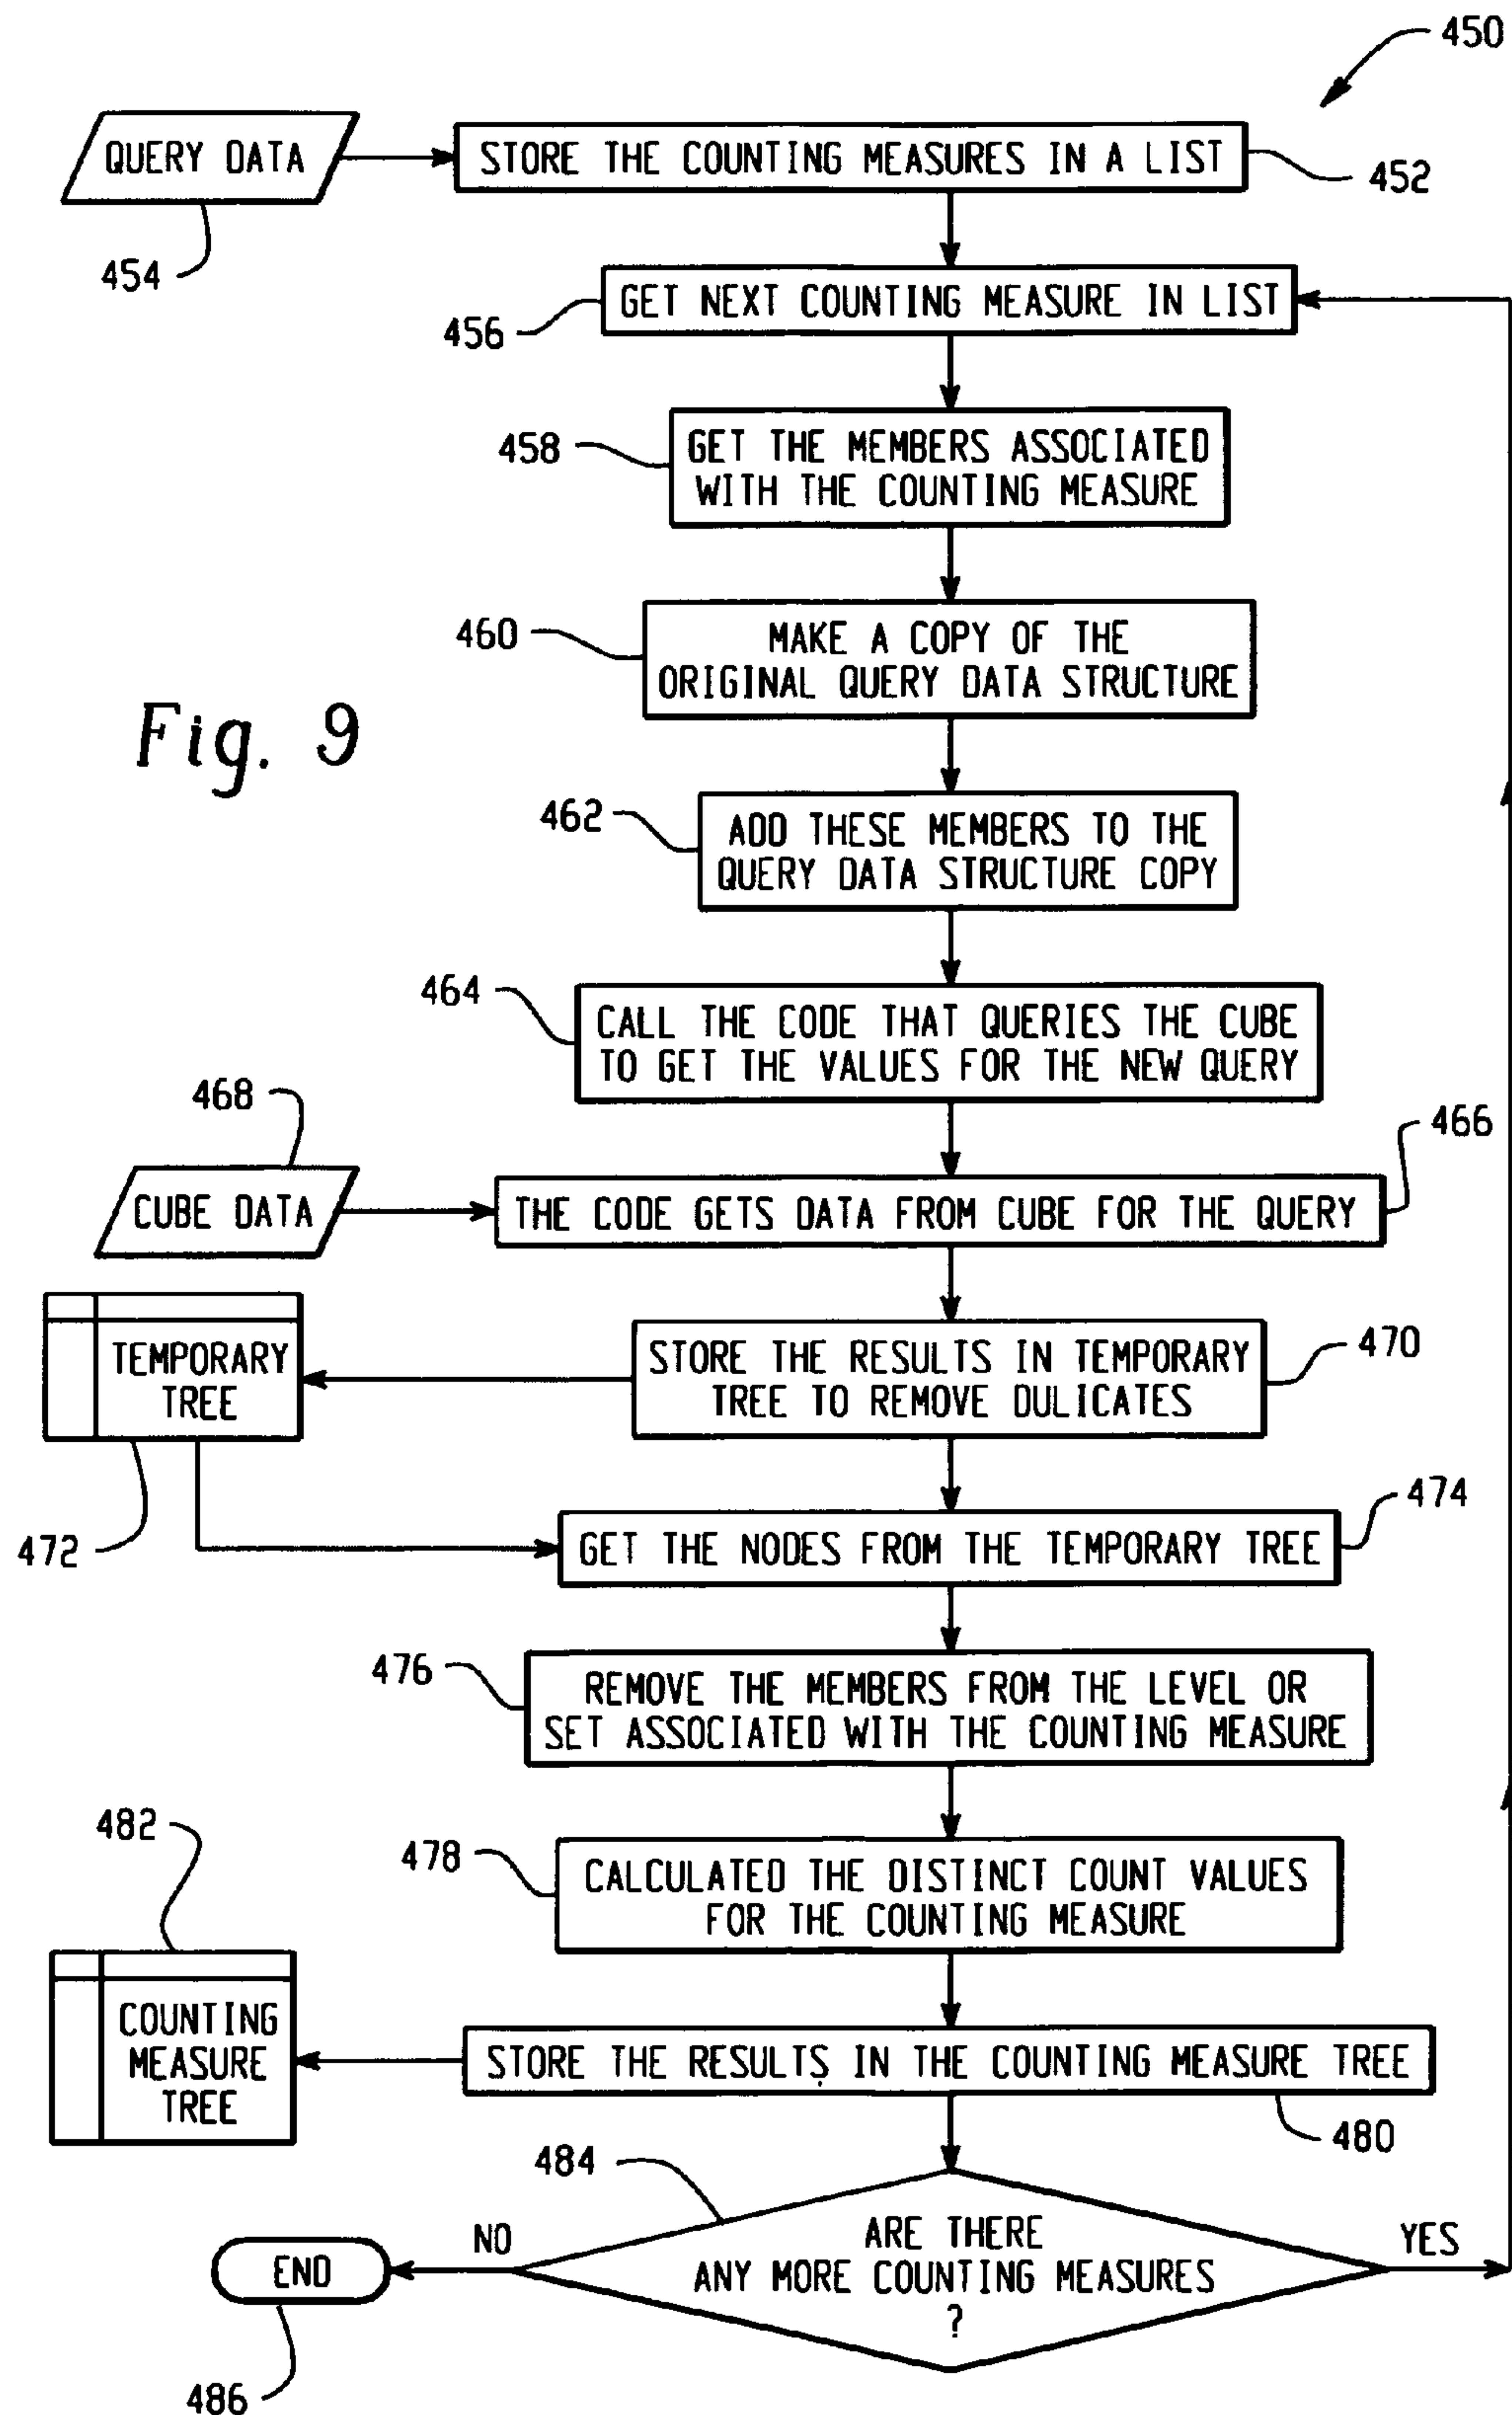 450
QUERY DATA
STORE THE COUNTING MEASURES IN A LIST
452
454
GET NEXT COUNTING MEASURE IN LIST
456
458
GET THE MEMBERS ASSOCIATED
WITH THE COUNTING MEASURE
460
MAKE A COPY OF THE
ORIGINAL QUERY DATA STRUCTURE
Fig. 9
462
ADD THESE MEMBERS TO THE
QUERY DATA STRUCTURE COPY
464
CALL THE CODE THAT QUERIES THE CUBE
TO GET THE VALUES FOR THE NEW QUERY
468
466
CUBE DATA
THE CODE GETS DATA FROM CUBE FOR THE QUERY
TEMPORARY
TREE
STORE THE RESULTS IN TEMPORARY
TREE TO REMOVE DULICATES
470
472
474
GET THE NODES FROM THE TEMPORARY TREE
476
REMOVE THE MEMBERS FROM THE LEVEL OR
SET ASSOCIATED WITH THE COUNTING MEASURE
482
478
CALCULATED THE DISTINCT COUNT VALUES
FOR THE COUNTING MEASURE
COUNTING
MEASURE
TREE
STORE THE RESULTS IN THE COUNTING MEASURE TREE
480
484
ARE THERE
ANY MORE COUNTING MEASURES
?
NO
YES
END
486